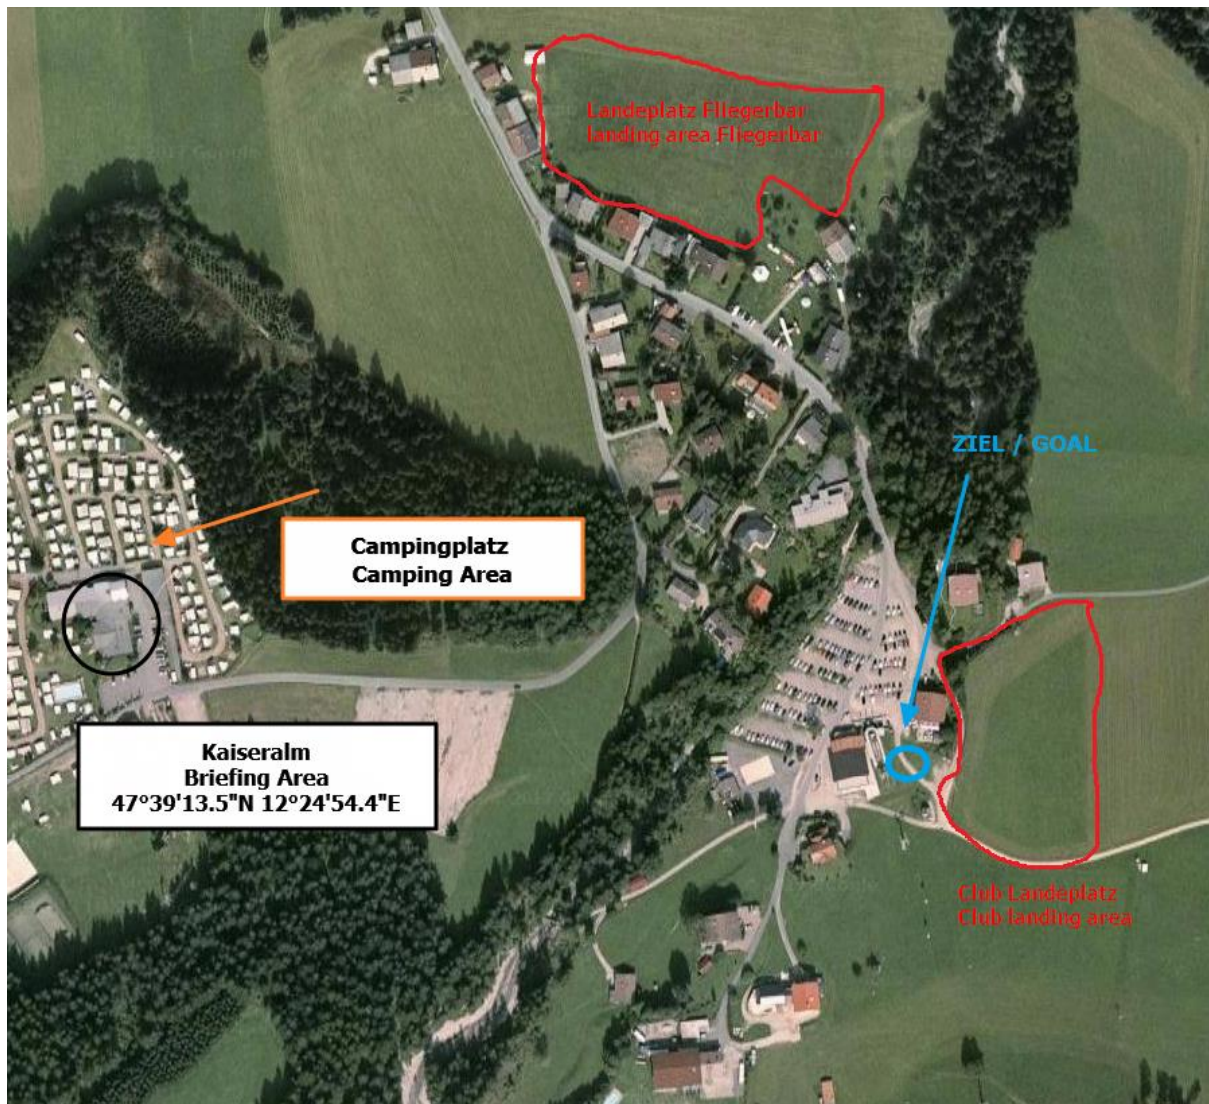 Landeplatz Fliegerbar
landing area Fliegerbar
ZIEL / GOAL
Campingplatz
Camping Area
Kaiseralm
Briefing Area
47°39'13.5"N 12°24'54.4"E
Club Landeplatz
Club landing area